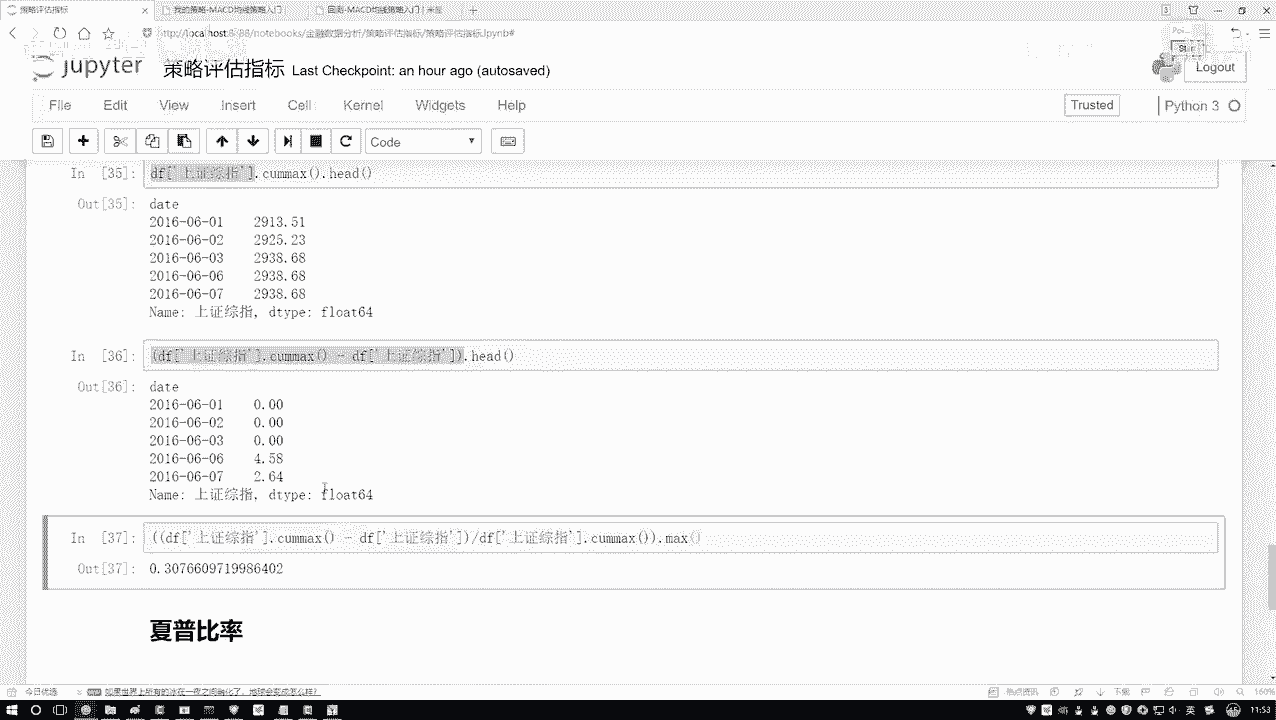 策略评估指标
我的策略-MACD均线策略入门
回测-MACD均线策略入门 | 米筐
localhost:8888/notebooks/金融数据分析/策略评估指标/策略评估指标.ipynb#
jupyter 策略评估指标 Last Checkpoint: an hour ago (autosaved)
Logout
File Edit View Insert Cell Kernel Widgets Help
Trusted Python 3
Code
In [35]: df['上证综指'].cummax().head()
Out[35]: date
2016-06-01 2913.51
2016-06-02 2925.23
2016-06-03 2938.68
2016-06-06 2938.68
2016-06-07 2938.68
Name: 上证综指, dtype: float64
In [36]: (df['上证综指'].cummax() - df['上证综指']).head()
Out[36]: date
2016-06-01 0.00
2016-06-02 0.00
2016-06-03 0.00
2016-06-06 4.58
2016-06-07 2.64
Name: 上证综指, dtype: float64
In [37]: ((df['上证综指'].cummax() - df['上证综指'])/df['上证综指'].cummax()).max()
Out[37]: 0.3076609719986402
夏普比率
今日优选
如果世界上所有的冰在一夜之间融化了，地球会变成怎么样？
热点资讯
下载
160%
英
11:53